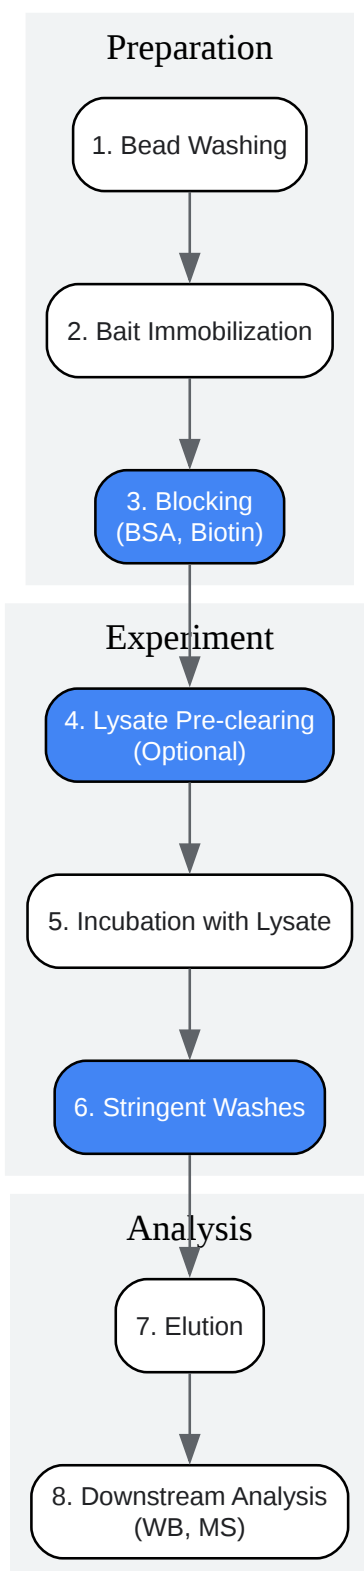 Preparation
1. Bead Washing
2. Bait Immobilization
3. Blocking
(BSA, Biotin)
Experiment
4. Lysate Pre-clearing
(Optional)
5. Incubation with Lysate
6. Stringent Washes
Analysis
7. Elution
8. Downstream Analysis
(WB, MS)